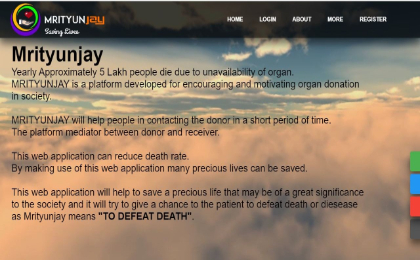 MRITYUNJAY
Saving Lives
HOME LOGIN ABOUT MORE REGISTER
Mrityunjay
Yearly Approximately 5 Lakh people die due to unavailability of organ.
MRITYUNJAY is a platform developed for encouraging and motivating organ donation
in society.
MRITYUNJAY will help people in contacting the donor in a short period of time.
The platform mediator between donor and receiver.
This web application can reduce death rate.
By making use of this web application many precious lives can be saved.
This web application will help to save a precious life that may be of a great significance
to the society and it will try to give a chance to the patient to defeat death or diesease
as Mritunjay means "TO DEFEAT DEATH".